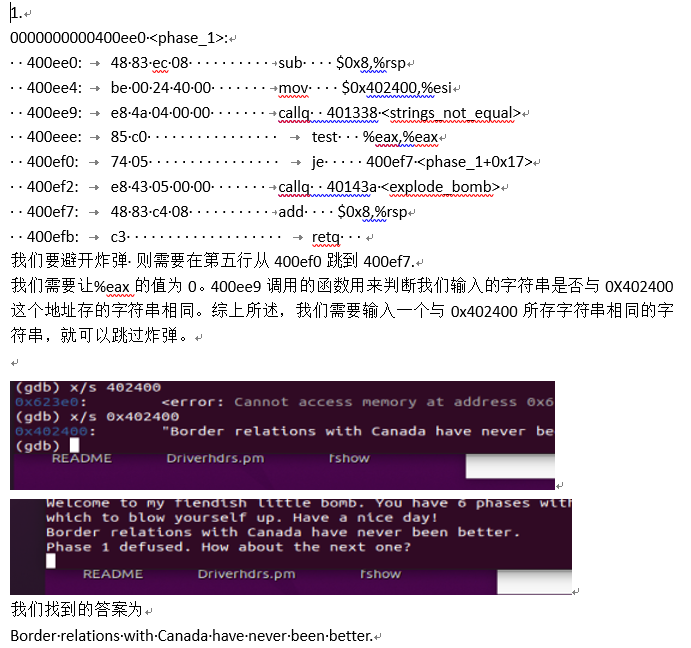 1.
0000000000400ee0 <phase_1>:
400ee0: 48 83 ec 08 sub $0x8,%rsp
400ee4: be 00 24 40 00 mov $0x402400,%esi
400ee9: e8 4a 04 00 00 callq 401338 <strings_not_equal>
400eee: 85 c0 test %eax,%eax
400ef0: 74 05 je 400ef7 <phase_1+0x17>
400ef2: e8 43 05 00 00 callq 40143a <explode_bomb>
400ef7: 48 83 c4 08 add $0x8,%rsp
400efb: c3 retq
我们要避开炸弹 则需要在第五行从 400ef0 跳到 400ef7.
我们需要让%eax 的值为 0。400ee9 调用的函数用来判断我们输入的字符串是否与 0X402400
这个地址存的字符串相同。综上所述，我们需要输入一个与 0x402400 所存字符串相同的字
符串，就可以跳过炸弹。
(gdb) x/s 402400
0x623e0: <error: Cannot access memory at address 0x6
(gdb) x/s 0x402400
0x402400: "Border relations with Canada have never be
(gdb)
README Driverhdrs.pm fshow
Welcome to my fiendish little bomb. You have 6 phases with
which to blow yourself up. Have a nice day!
Border relations with Canada have never been better.
Phase 1 defused. How about the next one?
README Driverhdrs.pm fshow
我们找到的答案为
Border relations with Canada have never been better.